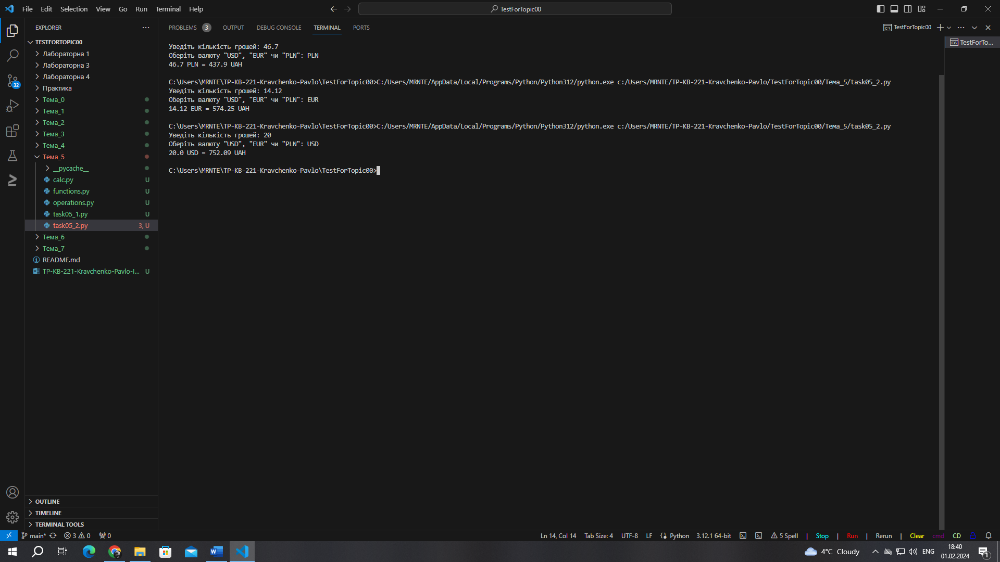 File Edit Selection View Go Run Terminal Help
TestForTopic00
EXPLORER
TESTFORTOPIC00
Лабораторна 1
Лабораторна 3
Лабораторна 4
Практика
Тема_0
Тема_1
Тема_2
Тема_3
Тема_4
Тема_5
__pycache__
calc.py U
functions.py U
operations.py U
task05_1.py U
task05_2.py 3, U
Тема_6
Тема_7
README.md
TP-KB-221-Kravchenko-Pavlo-I... U
OUTLINE
TIMELINE
TERMINAL TOOLS
32
PROBLEMS 3 OUTPUT DEBUG CONSOLE TERMINAL PORTS
TestForTopic00
TestForTo...
Уведіть кількість грошей: 46.7
Оберіть валюту "USD", "EUR" чи "PLN": PLN
46.7 PLN = 437.9 UAH
C:\Users\MRNTE\TP-KB-221-Kravchenko-Pavlo\TestForTopic00>C:/Users/MRNTE/AppData/Local/Programs/Python/Python312/python.exe c:/Users/MRNTE/TP-KB-221-Kravchenko-Pavlo/TestForTopic00/Тема_5/task05_2.py
Уведіть кількість грошей: 14.12
Оберіть валюту "USD", "EUR" чи "PLN": EUR
14.12 EUR = 574.25 UAH
C:\Users\MRNTE\TP-KB-221-Kravchenko-Pavlo\TestForTopic00>C:/Users/MRNTE/AppData/Local/Programs/Python/Python312/python.exe c:/Users/MRNTE/TP-KB-221-Kravchenko-Pavlo/TestForTopic00/Тема_5/task05_2.py
Уведіть кількість грошей: 20
Оберіть валюту "USD", "EUR" чи "PLN": USD
20.0 USD = 752.09 UAH
C:\Users\MRNTE\TP-KB-221-Kravchenko-Pavlo\TestForTopic00>
main* 3 0 0 Ln 14, Col 14 Tab Size: 4 UTF-8 LF Python 3.12.1 64-bit 5 Spell | Stop | Run | Rerun | Clear cmd CD
4°C Cloudy ENG 18:40
01.02.2024 1